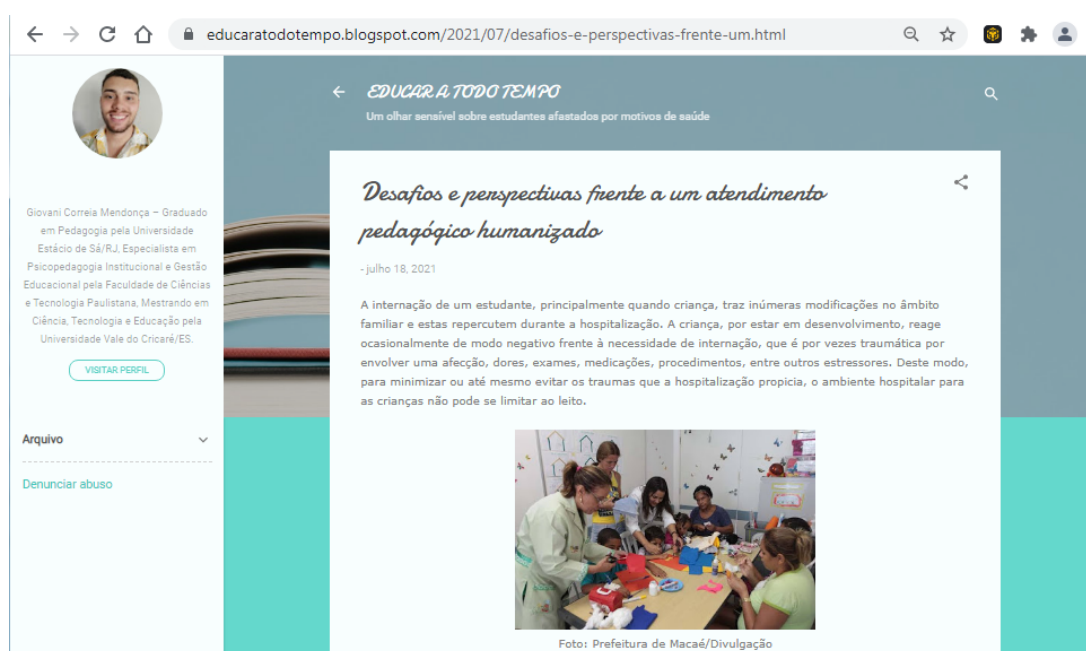 educaratodotempo.blogspot.com/2021/07/desafios-e-perspectivas-frente-um.html
Giovani Correia Mendonça – Graduado
em Pedagogia pela Universidade
Estácio de Sá/RJ, Especialista em
Psicopedagogia Institucional e Gestão
Educacional pela Faculdade de Ciências
e Tecnologia Paulistana, Mestrando em
Ciência, Tecnologia e Educação pela
Universidade Vale do Cricaré/ES.
VISITAR PERFIL
Arquivo
Denunciar abuso
EDUCAR A TODO TEMPO
Um olhar sensível sobre estudantes afastados por motivos de saúde
Desafios e perspectivas frente a um atendimento
pedagógico humanizado
- julho 18, 2021
A internação de um estudante, principalmente quando criança, traz inúmeras modificações no âmbito
familiar e estas repercutem durante a hospitalização. A criança, por estar em desenvolvimento, reage
ocasionalmente de modo negativo frente à necessidade de internação, que é por vezes traumática por
envolver uma afecção, dores, exames, medicações, procedimentos, entre outros estressores. Deste modo,
para minimizar ou até mesmo evitar os traumas que a hospitalização propicia, o ambiente hospitalar para
as crianças não pode se limitar ao leito.
Foto: Prefeitura de Macaé/Divulgação